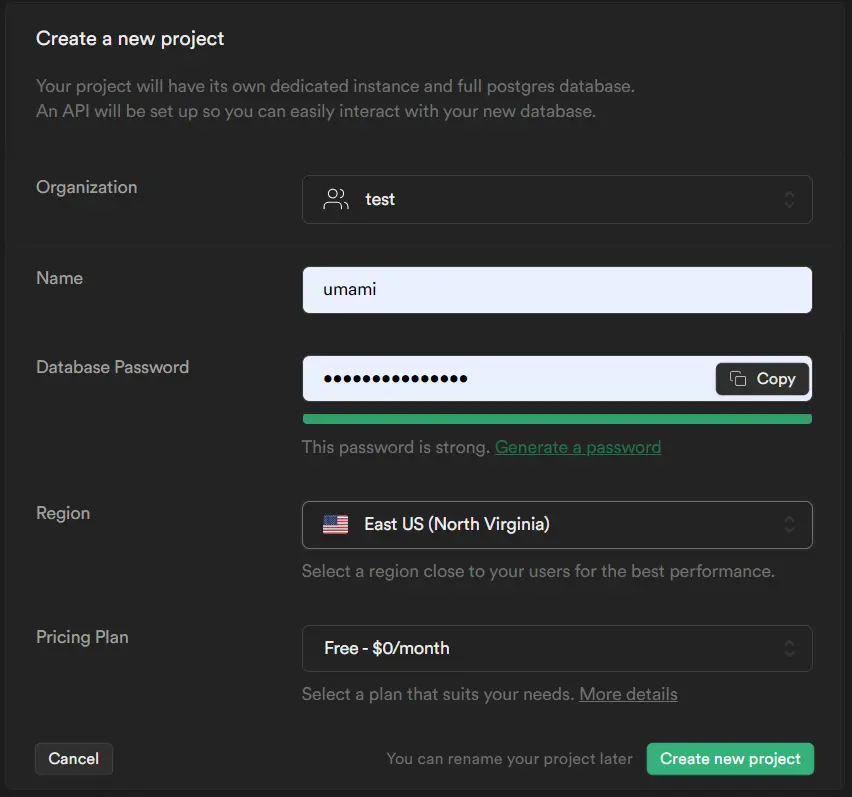 Create a new project
Your project will have its own dedicated instance and full postgres database.
An API will be set up so you can easily interact with your new database.
Organization
test
Name
umami
Database Password
•••••••••••••••
Copy
This password is strong. Generate a password
Region
East US (North Virginia)
Select a region close to your users for the best performance.
Pricing Plan
Free - $0/month
Select a plan that suits your needs. More details
Cancel
You can rename your project later
Create new project